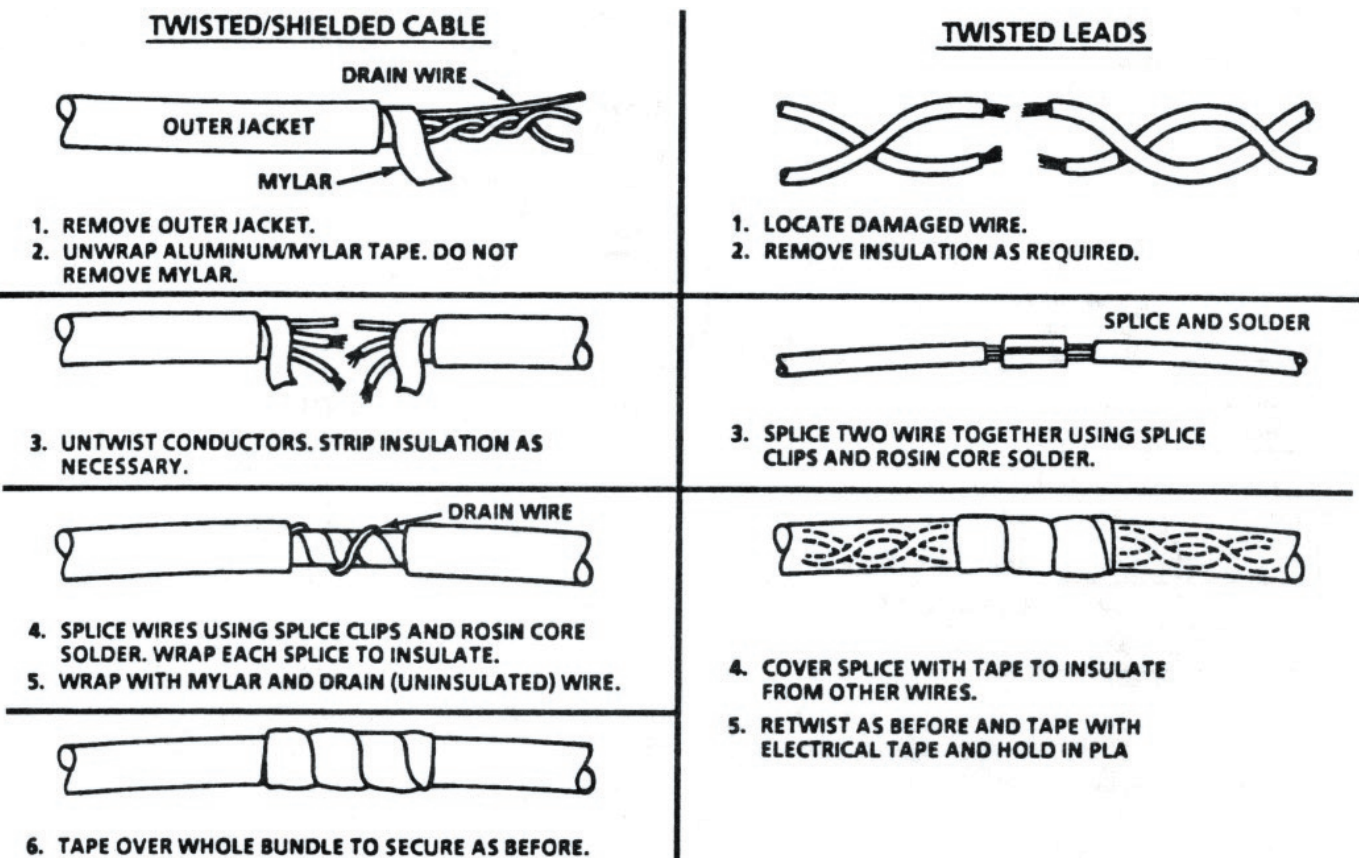 TWISTED/SHIELDED CABLE
DRAIN WIRE
OUTER JACKET
MYLAR
1. REMOVE OUTER JACKET.
2. UNWRAP ALUMINUM/MYLAR TAPE. DO NOT
REMOVE MYLAR.
3. UNTWIST CONDUCTORS. STRIP INSULATION AS
NECESSARY.
DRAIN WIRE
4. SPLICE WIRES USING SPLICE CLIPS AND ROSIN CORE
SOLDER. WRAP EACH SPLICE TO INSULATE.
5. WRAP WITH MYLAR AND DRAIN (UNINSULATED) WIRE.
6. TAPE OVER WHOLE BUNDLE TO SECURE AS BEFORE.
TWISTED LEADS
1. LOCATE DAMAGED WIRE.
2. REMOVE INSULATION AS REQUIRED.
SPLICE AND SOLDER
3. SPLICE TWO WIRE TOGETHER USING SPLICE
CLIPS AND ROSIN CORE SOLDER.
4. COVER SPLICE WITH TAPE TO INSULATE
FROM OTHER WIRES.
5. RETWIST AS BEFORE AND TAPE WITH
ELECTRICAL TAPE AND HOLD IN PLA